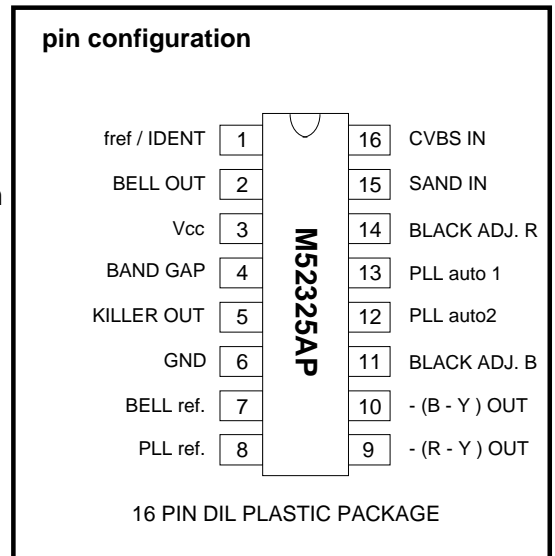 pin configuration
fref / IDENT 1 16 CVBS IN
BELL OUT 2 15 SAND IN
Vcc 3 14 BLACK ADJ. R
BAND GAP 4 13 PLL auto 1
KILLER OUT 5 12 PLL auto2
GND 6 11 BLACK ADJ. B
BELL ref. 7 10 - (B - Y ) OUT
PLL ref. 8 9 - (R - Y ) OUT
M52325AP
16 PIN DIL PLASTIC PACKAGE